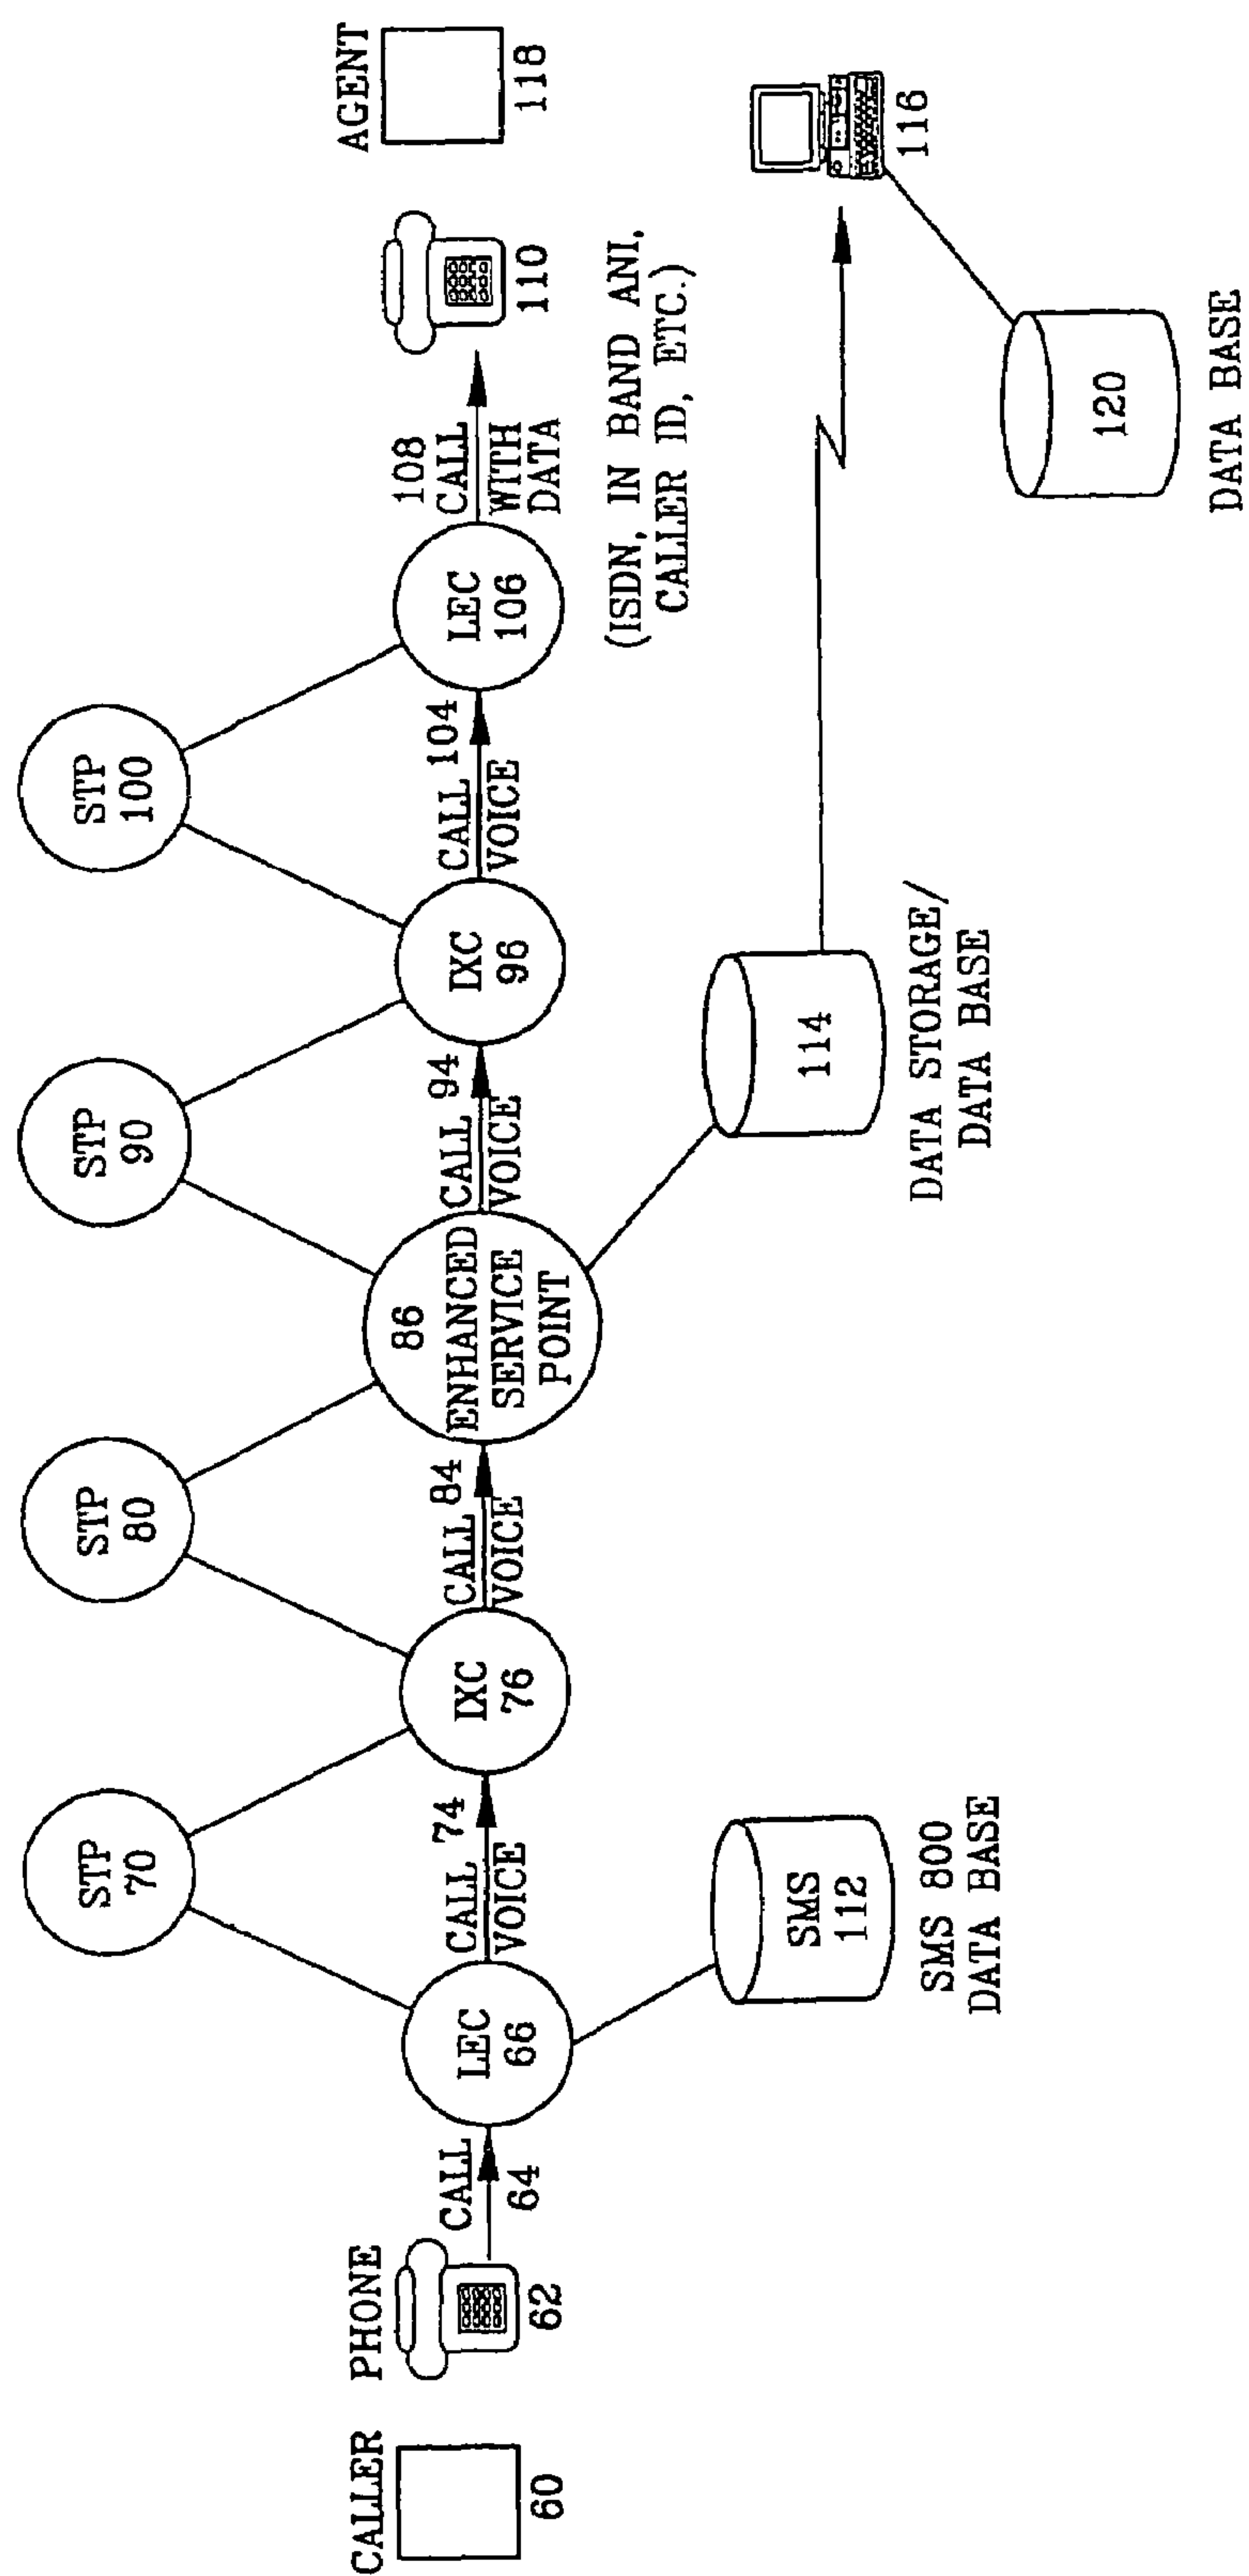 STP
70
STP
80
STP
90
STP
100
CALLER
60
PHONE
62
CALL
64
LEC
66
CALL 74
VOICE
IXC
76
CALL 84
VOICE
86
ENHANCED
SERVICE
POINT
CALL 94
VOICE
IXC
96
CALL 104
VOICE
LEC
106
108
CALL
WITH
DATA
110
AGENT
118
(ISDN, IN BAND ANI,
CALLER ID, ETC.)
SMS
112
SMS 800
DATA BASE
114
DATA STORAGE/
DATA BASE
116
120
DATA BASE